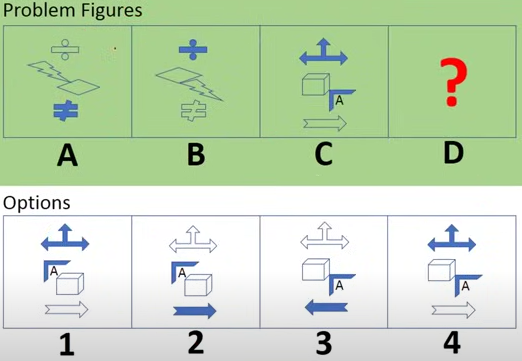 Problem Figures
A
?
A B C D
Options
A A A A
1 2 3 4